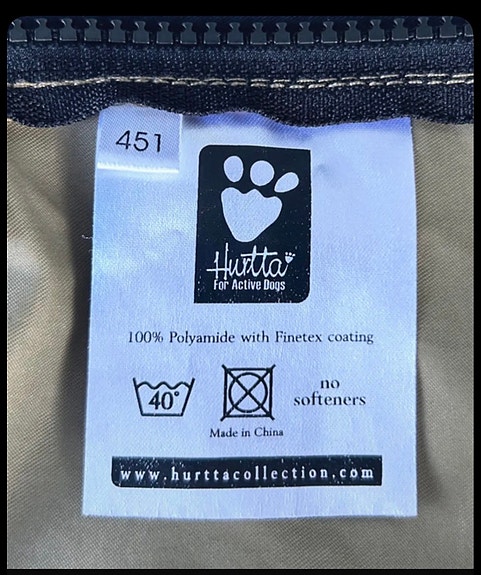 451
Hurtta
For Active Dogs
100% Polyamide with Finetex coating
40°
no
softeners
Made in China
www.hurttacollection.com